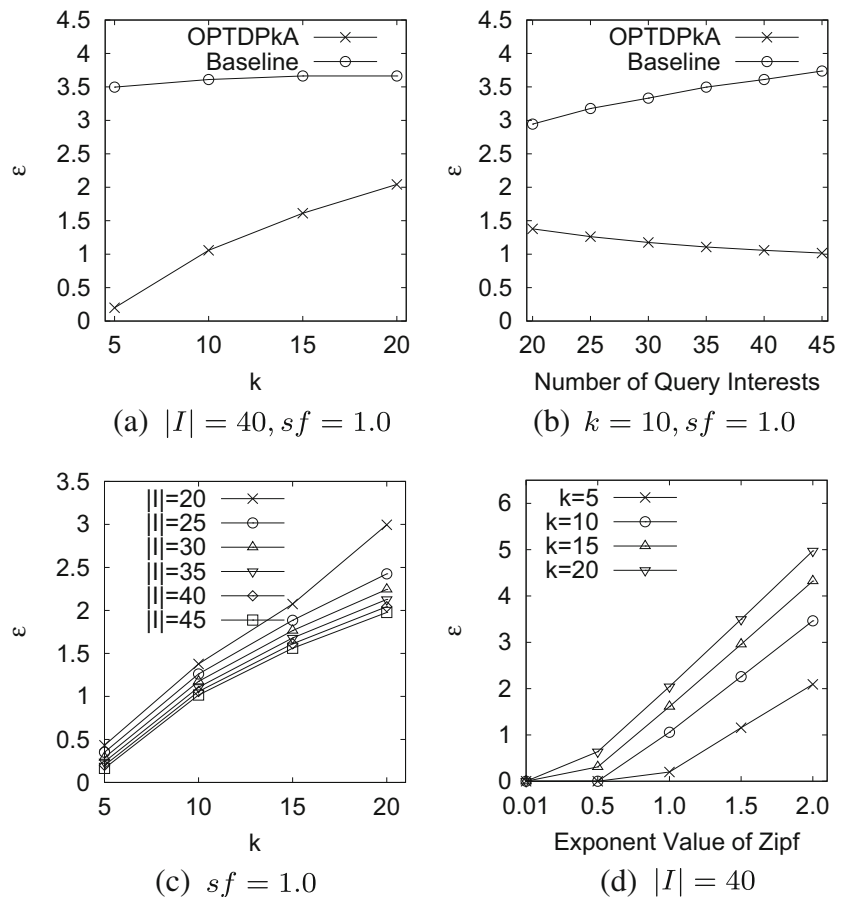 4.5
4
3.5
3
2.5
2
1.5
1
0.5
0
ε
OPTDPkA
Baseline
5 10 15 20
k
(a) |I| = 40, sf = 1.0
4.5
4
3.5
3
2.5
2
1.5
1
0.5
0
ε
OPTDPkA
Baseline
20 25 30 35 40 45
Number of Query Interests
(b) k = 10, sf = 1.0
3.5
3
2.5
2
1.5
1
0.5
0
ε
|I|=20
|I|=25
|I|=30
|I|=35
|I|=40
|I|=45
5 10 15 20
k
(c) sf = 1.0
6
5
4
3
2
1
0
ε
k=5
k=10
k=15
k=20
0.01 0.5 1.0 1.5 2.0
Exponent Value of Zipf
(d) |I| = 40